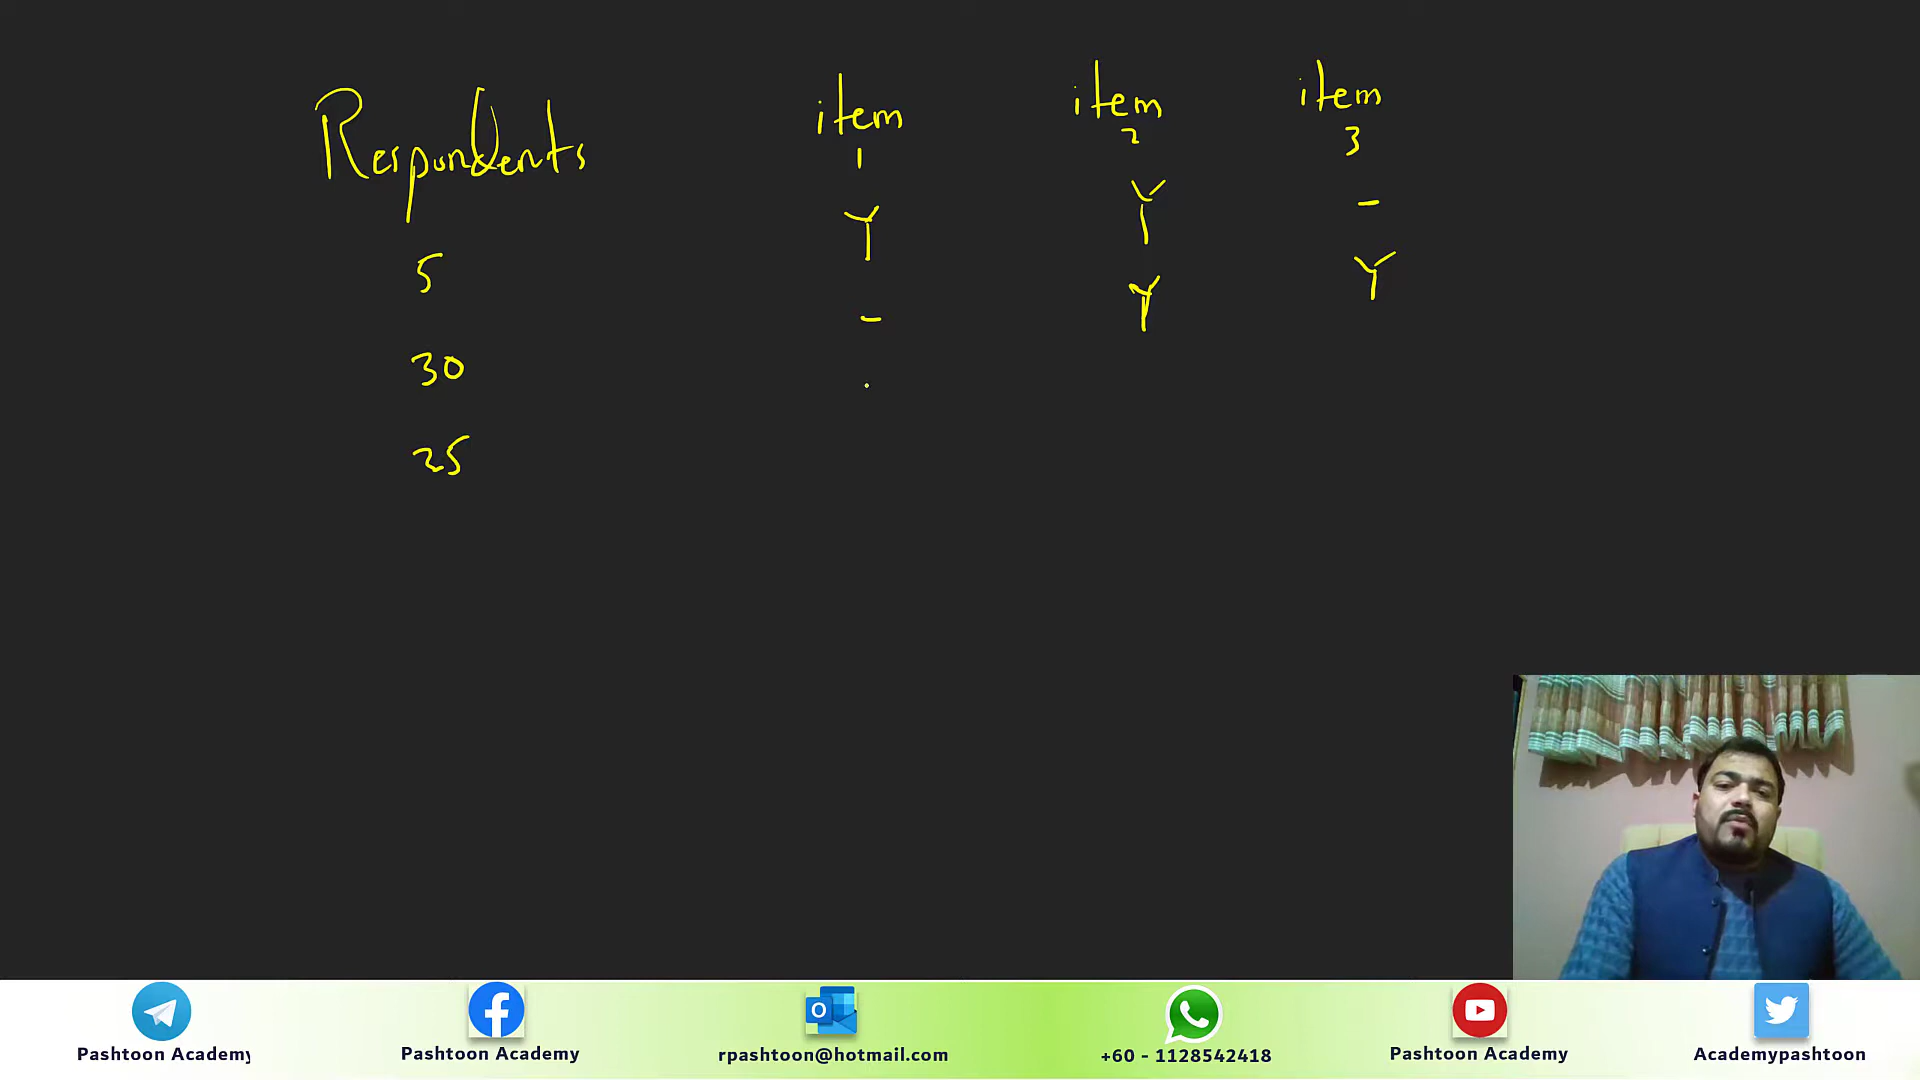 Respondents item 1 item 2 item 3
5 Y Y -
30 - Y Y
25
Pashtoon Academy Pashtoon Academy rpashtoon@hotmail.com +60 - 1128542418 Pashtoon Academy Academypashtoon